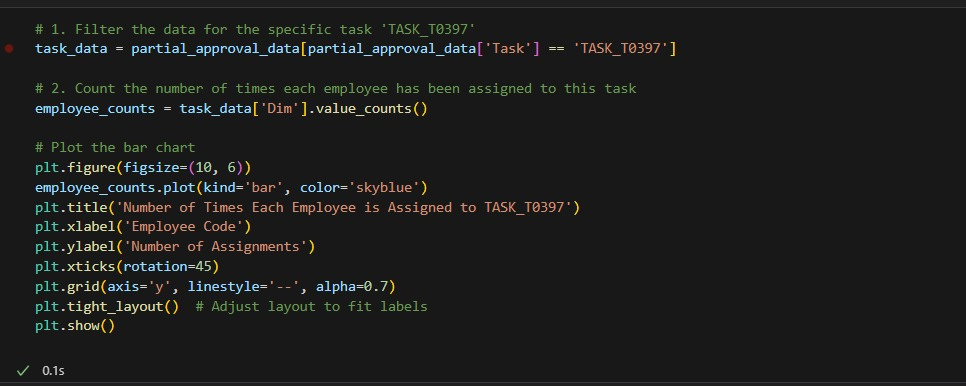 # 1. Filter the data for the specific task 'TASK_T0397'
task_data = partial_approval_data[partial_approval_data['Task'] == 'TASK_T0397']
# 2. Count the number of times each employee has been assigned to this task
employee_counts = task_data['Dim'].value_counts()
# Plot the bar chart
plt.figure(figsize=(10, 6))
employee_counts.plot(kind='bar', color='skyblue')
plt.title('Number of Times Each Employee is Assigned to TASK_T0397')
plt.xlabel('Employee Code')
plt.ylabel('Number of Assignments')
plt.xticks(rotation=45)
plt.grid(axis='y', linestyle='--', alpha=0.7)
plt.tight_layout()  # Adjust layout to fit labels
plt.show()
0.1s